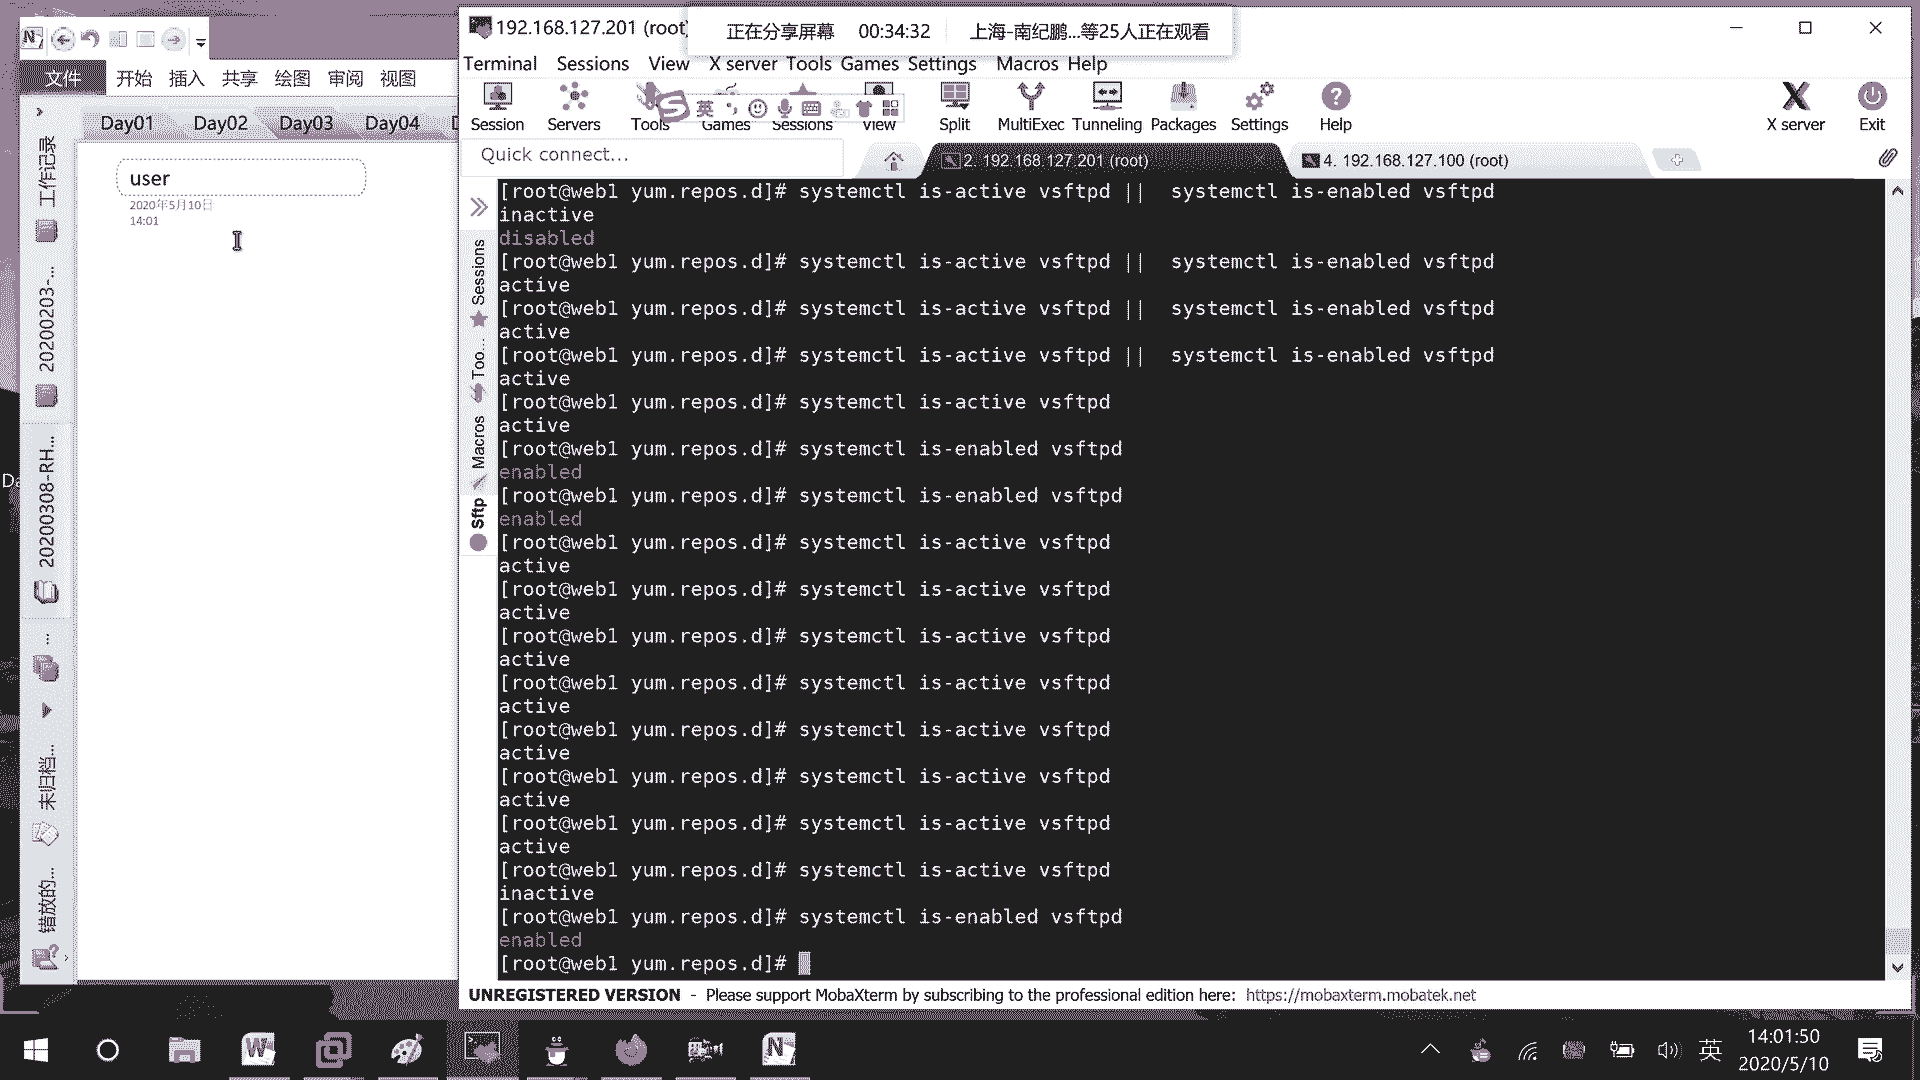 192.168.127.201 (root)
正在分享屏幕 00:34:32 上海-南纪鹏...等25人正在观看
Terminal Sessions View X server Tools Games Settings Macros Help
文件 开始 插入 共享 绘图 审阅 视图
Session Servers Tools Games Sessions View Split MultiExec Tunneling Packages Settings Help X server Exit
英
Day01 Day02 Day03 Day04
Quick connect...
2. 192.168.127.201 (root)
4. 192.168.127.100 (root)
user
2020年5月10日
14:01
工作记录
20200203-...
20200308-RH...
...
未归档...
错放的...
Sessions
Too...
Macros
Sftp
[root@web1 yum.repos.d]# systemctl is-active vsftpd ||  systemctl is-enabled vsftpd
inactive
disabled
[root@web1 yum.repos.d]# systemctl is-active vsftpd ||  systemctl is-enabled vsftpd
active
[root@web1 yum.repos.d]# systemctl is-active vsftpd ||  systemctl is-enabled vsftpd
active
[root@web1 yum.repos.d]# systemctl is-active vsftpd ||  systemctl is-enabled vsftpd
active
[root@web1 yum.repos.d]# systemctl is-active vsftpd
active
[root@web1 yum.repos.d]# systemctl is-enabled vsftpd
enabled
[root@web1 yum.repos.d]# systemctl is-enabled vsftpd
enabled
[root@web1 yum.repos.d]# systemctl is-active vsftpd
active
[root@web1 yum.repos.d]# systemctl is-active vsftpd
active
[root@web1 yum.repos.d]# systemctl is-active vsftpd
active
[root@web1 yum.repos.d]# systemctl is-active vsftpd
active
[root@web1 yum.repos.d]# systemctl is-active vsftpd
active
[root@web1 yum.repos.d]# systemctl is-active vsftpd
active
[root@web1 yum.repos.d]# systemctl is-active vsftpd
active
[root@web1 yum.repos.d]# systemctl is-active vsftpd
inactive
[root@web1 yum.repos.d]# systemctl is-enabled vsftpd
enabled
[root@web1 yum.repos.d]#
UNREGISTERED VERSION - Please support MobaXterm by subscribing to the professional edition here: https://mobaxterm.mobatek.net
英
14:01:50
2020/5/10